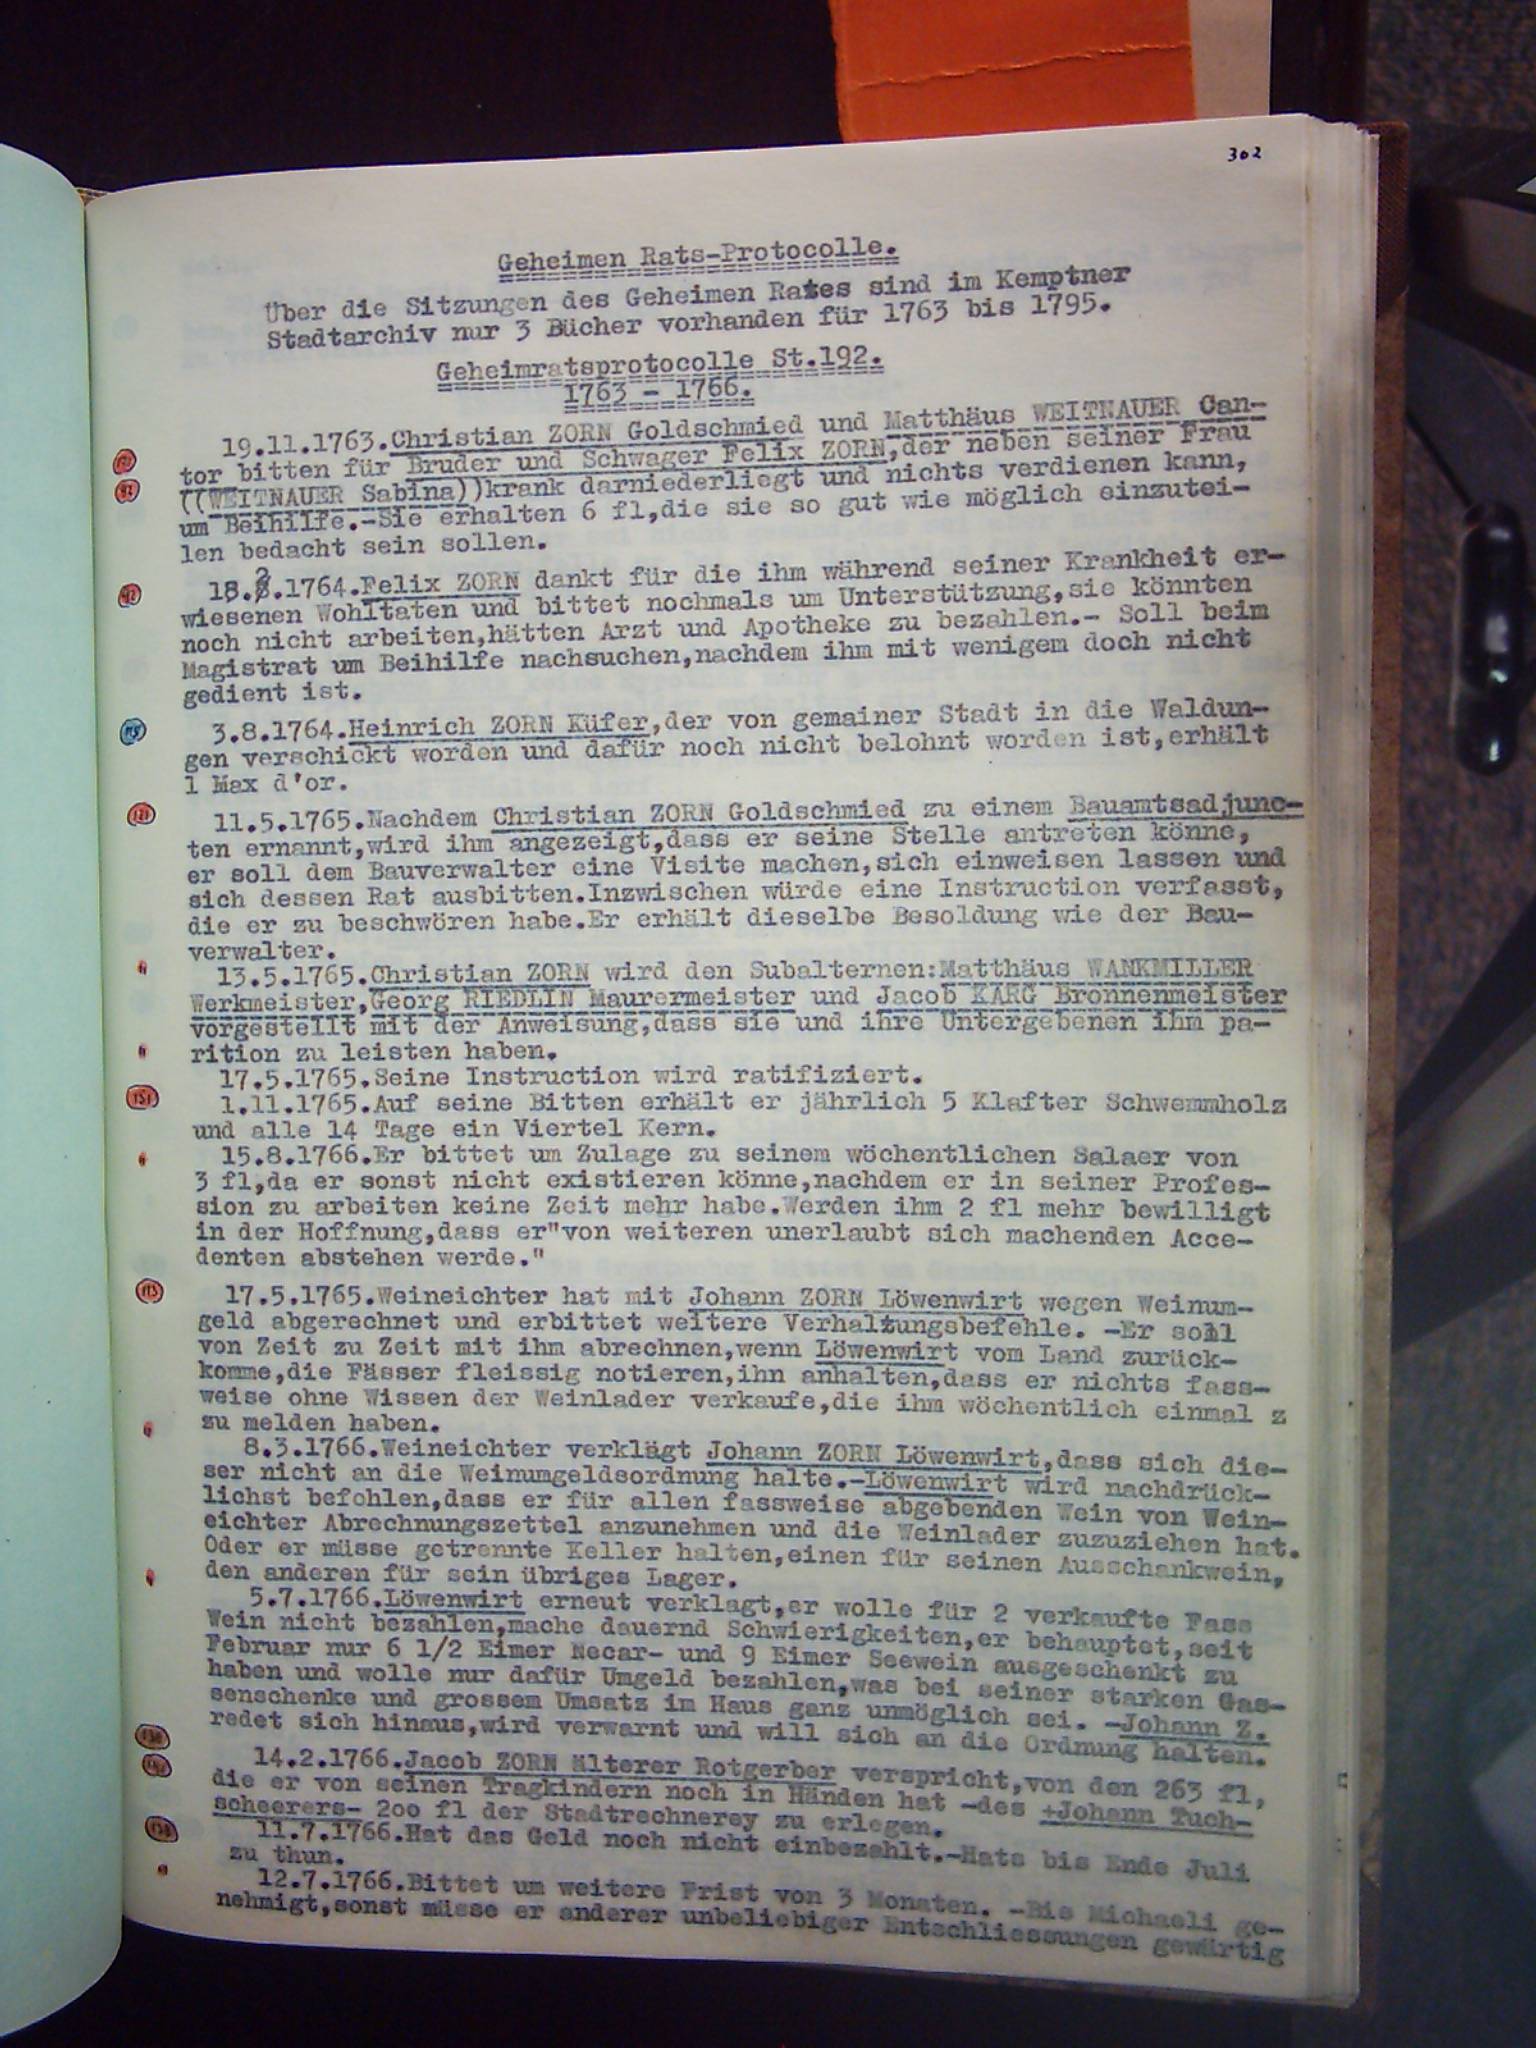 302
Geheimen Rats-Protocolle.
Über die Sitzungen des Geheimen Rates sind im Kemptner
Stadtarchiv nur 3 Bücher vorhanden für 1763 bis 1795.
Geheimratsprotocolle St.192.
1763 - 1766.
19.11.1763.Christian ZORN Goldschmied und Matthäus WEITNAUER Can-
tor bitten für Bruder und Schwager Felix ZORN,der neben seiner Frau
((WEITNAUER Sabina))krank darniederliegt und nichts verdienen kann,
um Beihilfe.-Sie erhalten 6 fl,die sie so gut wie möglich einzutei-
len bedacht sein sollen.
18.2.1764.Felix ZORN dankt für die ihm während seiner Krankheit er-
wiesenen Wohltaten und bittet nochmals um Unterstützung,sie könnten
noch nicht arbeiten,hätten Arzt und Apotheke zu bezahlen.- Soll beim
Magistrat um Beihilfe nachsuchen,nachdem ihm mit wenigem doch nicht
gedient ist.
3.8.1764.Heinrich ZORN Küfer,der von gemainer Stadt in die Waldun-
gen verschickt worden und dafür noch nicht belohnt worden ist,erhält
1 Max d'or.
121
11.5.1765.Nachdem Christian ZORN Goldschmied zu einem Bauamtsadjunc-
ten ernannt,wird ihm angezeigt,dass er seine Stelle antreten könne,
er soll dem Bauverwalter eine Visite machen,sich einweisen lassen und
sich dessen Rat ausbitten.Inzwischen würde eine Instruction verfasst,
die er zu beschwören habe.Er erhält dieselbe Besoldung wie der Bau-
verwalter.
"
13.5.1765.Christian ZORN wird den Subalternen:Matthäus WANKMILLER
Werkmeister,Georg RIEDLIN Maurermeister und Jacob KARG Bronnenmeister
vorgestellt mit der Anweisung,dass sie und ihre Untergebenen ihm pa-
rition zu leisten haben.
"
17.5.1765.Seine Instruction wird ratifiziert.
1.11.1765.Auf seine Bitten erhält er jährlich 5 Klafter Schwemmholz
und alle 14 Tage ein Viertel Kern.
"
15.8.1766.Er bittet um Zulage zu seinem wöchentlichen Salaer von
3 fl,da er sonst nicht existieren könne,nachdem er in seiner Profes-
sion zu arbeiten keine Zeit mehr habe.Werden ihm 2 fl mehr bewilligt
in der Hoffnung,dass er"von weiteren unerlaubt sich machenden Acce-
denten abstehen werde."
17.5.1765.Weineichter hat mit Johann ZORN Löwenwirt wegen Weinum-
geld abgerechnet und erbittet weitere Verhaltungsbefehle. -Er soll
von Zeit zu Zeit mit ihm abrechnen,wenn Löwenwirt vom Land zurück-
komme,die Fässer fleissig notieren,ihn anhalten,dass er nichts fass-
weise ohne Wissen der Weinlader verkaufe,die ihm wöchentlich einmal z
zu melden haben.
"
8.3.1766.Weineichter verklägt Johann ZORN Löwenwirt,dass sich die-
ser nicht an die Weinumgeldsordnung halte.-Löwenwirt wird nachdrück-
lichst befohlen,dass er für allen fassweise abgebenden Wein von Wein-
eichter Abrechnungszettel anzunehmen und die Weinlader zuzuziehen hat.
Oder er müsse getrennte Keller halten,einen für seinen Ausschankwein,
den anderen für sein übriges Lager.
"
5.7.1766.Löwenwirt erneut verklagt,er wolle für 2 verkaufte Fass
Wein nicht bezahlen,mache dauernd Schwierigkeiten,er behauptet,seit
Februar nur 6 1/2 Eimer Necar- und 9 Eimer Seewein ausgeschenkt zu
haben und wolle nur dafür Umgeld bezahlen,was bei seiner starken Gas-
senschenke und grossem Umsatz im Haus ganz unmöglich sei. -Johann Z.
redet sich hinaus,wird verwarnt und will sich an die Ordnung halten.
14.2.1766.Jacob ZORN älterer Rotgerber verspricht,von den 263 fl,
die er von seinen Tragkindern noch in Händen hat -des +Johann Tuch-
scheerers- 200 fl der Stadtrechnerey zu erlegen.
11.7.1766.Hat das Geld noch nicht einbezahlt.-Hats bis Ende Juli
zu thun.
"
12.7.1766.Bittet um weitere Frist von 3 Monaten. -Bis Michaeli ge-
nehmigt,sonst müsse er anderer unbeliebiger Entschliessungen gewärtig